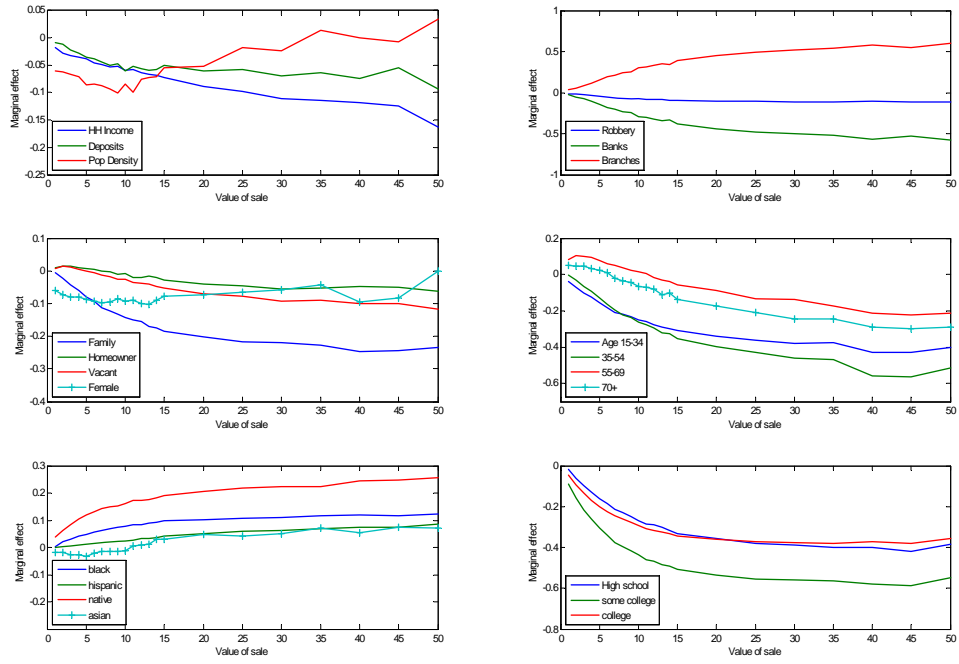 0.05
0
-0.05
-0.1
-0.15
-0.2
-0.25
Marginal effect
HH Income
Deposits
Pop Density
0 5 10 15 20 25 30 35 40 45 50
Value of sale
1
0.5
0
-0.5
-1
Marginal effect
Robbery
Banks
Branches
0 5 10 15 20 25 30 35 40 45 50
Value of sale
0.1
0
-0.1
-0.2
-0.3
-0.4
Marginal effect
Family
Homeowner
Vacant
Female
0 5 10 15 20 25 30 35 40 45 50
Value of sale
0.2
0
-0.2
-0.4
-0.6
Marginal effect
Age 15-34
35-54
55-69
70+
0 5 10 15 20 25 30 35 40 45 50
Value of sale
0.3
0.2
0.1
0
-0.1
-0.2
Marginal effect
black
hispanic
native
asian
0 5 10 15 20 25 30 35 40 45 50
Value of sale
0
-0.2
-0.4
-0.6
-0.8
Marginal effect
High school
some college
college
0 5 10 15 20 25 30 35 40 45 50
Value of sale